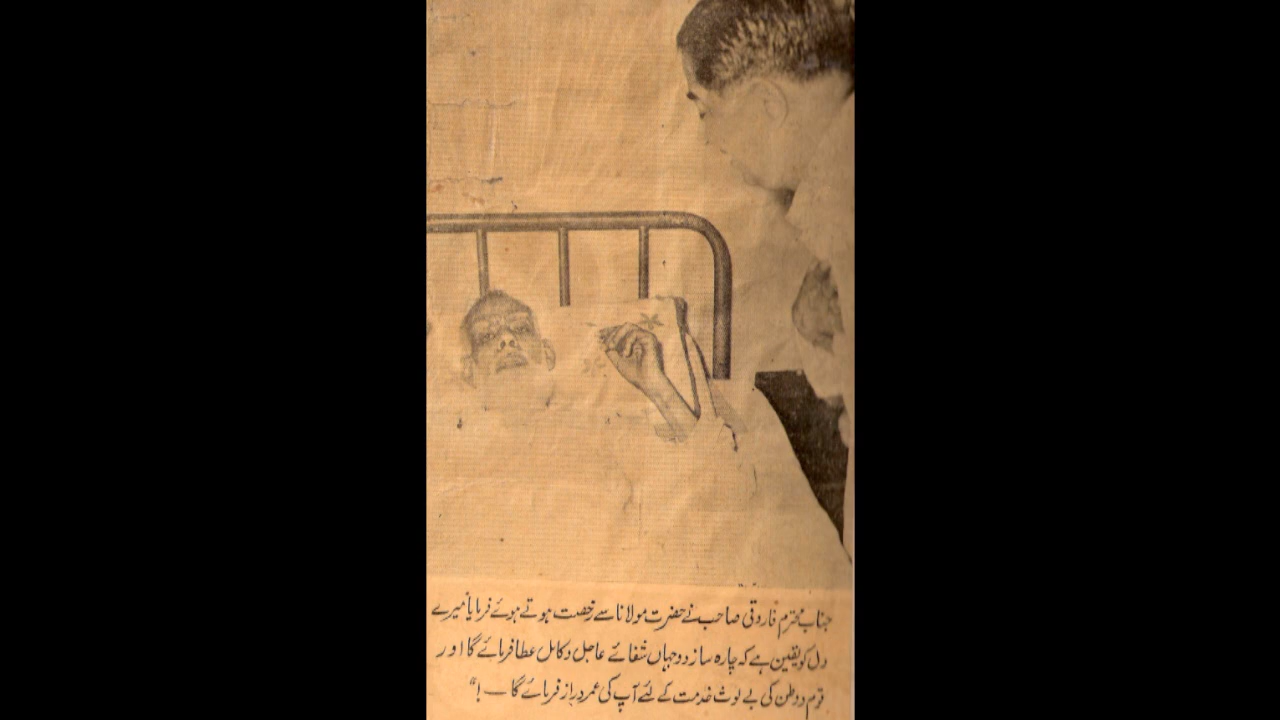 جناب محترم فاروقی صاحب نے حضرت مولانا سے رخصت ہوتے ہوئے فرمایا "میرے
دل کو یقین ہے کہ چارہ ساز دوجہاں شفائے عاجل و کامل عطا فرمائے گا اور
قوم و وطن کی بے لوث خدمت کے لئے آپ کی عمر دراز فرمائے گا ــــ !"